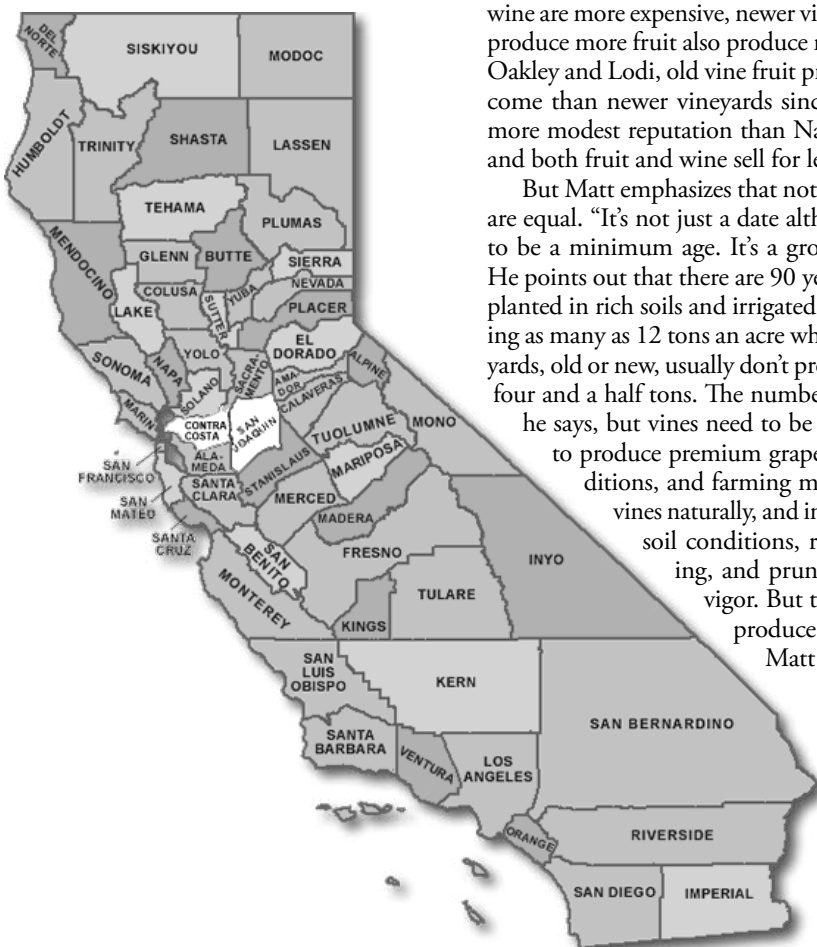 wine are more expensive, newer vi
produce more fruit also produce
Oakley and Lodi, old vine fruit pr
come than newer vineyards sinc
more modest reputation than Na
and both fruit and wine sell for le
But Matt emphasizes that not
are equal. “It’s not just a date alth
to be a minimum age. It’s a gro
He points out that there are 90 ye
planted in rich soils and irrigated
ing as many as 12 tons an acre wh
yards, old or new, usually don’t pr
four and a half tons. The numbe
he says, but vines need to be
to produce premium grape
ditions, and farming m
vines naturally, and in
soil conditions, r
ing, and prun
vigor. But t
produce
Matt
DEL
NORTE
SISKIYOU
MODOC
HUMBOLDT
TRINITY
SHASTA
LASSEN
TEHAMA
PLUMAS
MENDOCINO
GLENN
BUTTE
SIERRA
COLUSA
LAKE
SUTTER
YUBA
NEVADA
PLACER
SONOMA
NAPA
YOLO
EL
DORADO
SACRA-
MENTO
ALPINE
MARIN
SOLANO
AMA-
DOR
CALAVERAS
CONTRA
COSTA
SAN
JOAQUIN
TUOLUMNE
MONO
SAN
FRANCISCO
ALA-
MEDA
STANISLAUS
MARIPOSA
SAN
MATEO
SANTA
CLARA
MERCED
SANTA
CRUZ
MADERA
SAN
BENITO
FRESNO
INYO
MONTEREY
TULARE
KINGS
SAN
LUIS
OBISPO
KERN
SAN BERNARDINO
SANTA
BARBARA
VENTURA
LOS
ANGELES
ORANGE
RIVERSIDE
SAN DIEGO
IMPERIAL